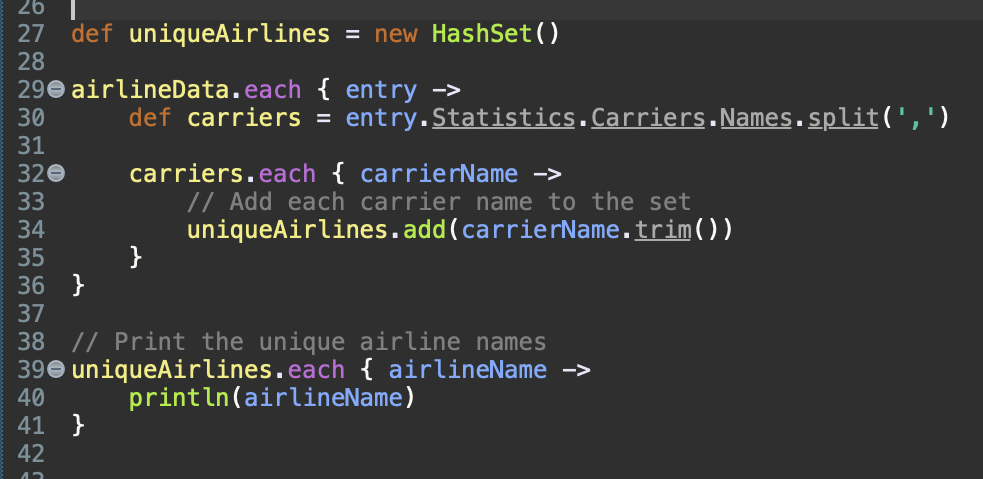 26
27 def uniqueAirlines = new HashSet()
28
29 airlineData.each { entry ->
30     def carriers = entry.Statistics.Carriers.Names.split(',')
31
32     carriers.each { carrierName ->
33         // Add each carrier name to the set
34         uniqueAirlines.add(carrierName.trim())
35     }
36 }
37
38 // Print the unique airline names
39 uniqueAirlines.each { airlineName ->
40     println(airlineName)
41 }
42
43